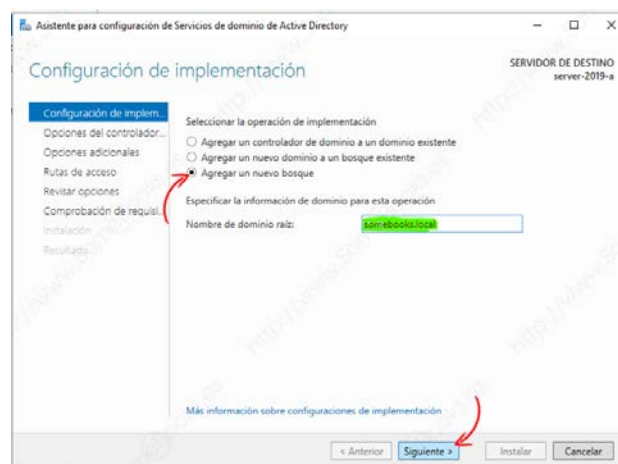 Asistente para configuración de Servicios de dominio de Active Directory
Configuración de implementación
SERVIDOR DE DESTINO
server-2019-a
Configuración de implem...
Opciones del controlador...
Opciones adicionales
Rutas de acceso
Revisar opciones
Comprobación de requisi...
Instalación
Resultado
Seleccionar la operación de implementación
Agregar un controlador de dominio a un dominio existente
Agregar un nuevo dominio a un bosque existente
Agregar un nuevo bosque
Especificar la información de dominio para esta operación
Nombre de dominio raíz:
somebooks.local
Más información sobre configuraciones de implementación
< Anterior
Siguiente >
Instalar
Cancelar